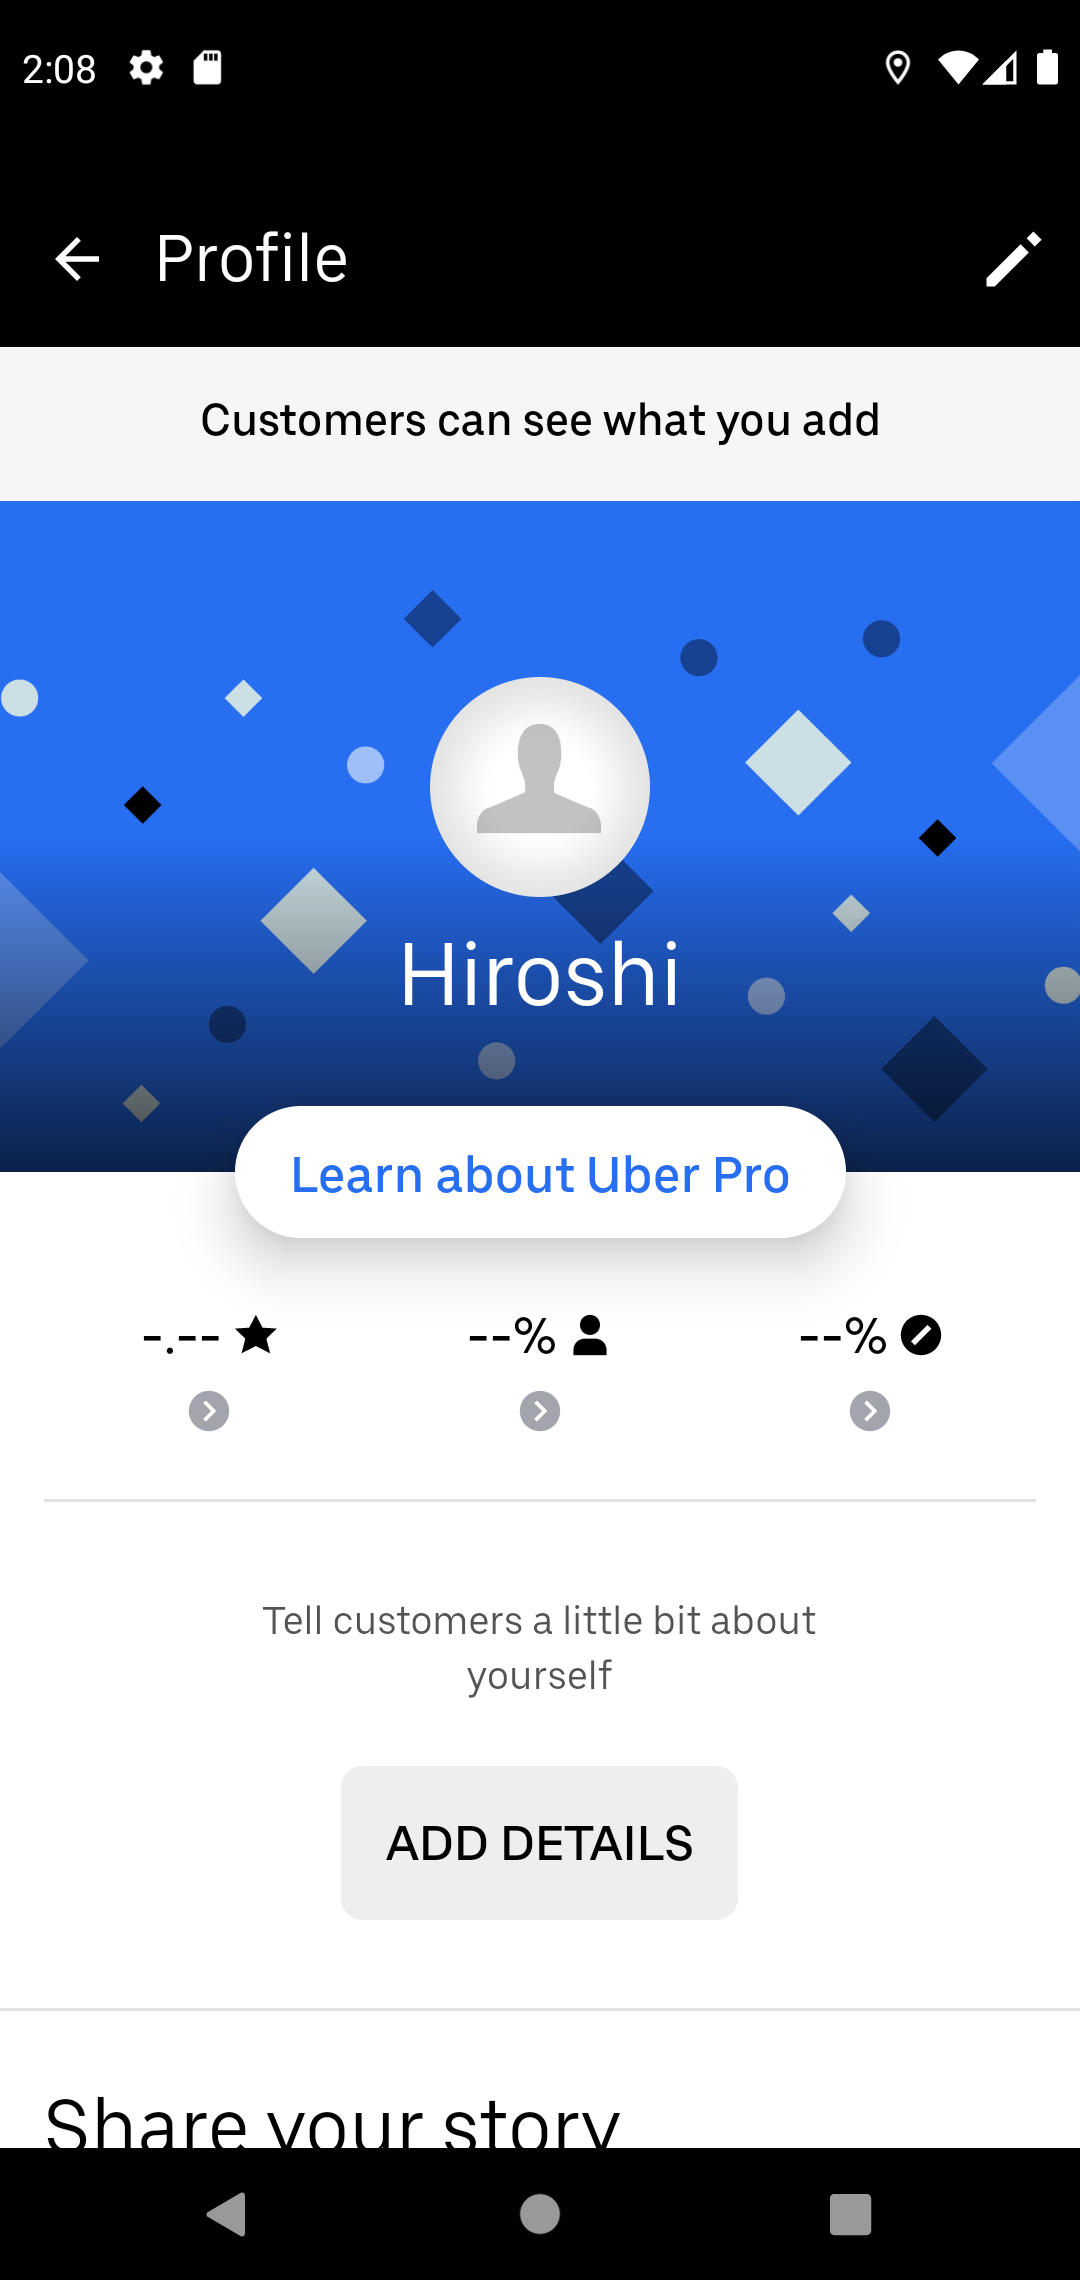 2:08
Profile
Customers can see what you add
Hiroshi
Learn about Uber Pro
-.-- --% --%
Tell customers a little bit about
yourself
ADD DETAILS
Share your story